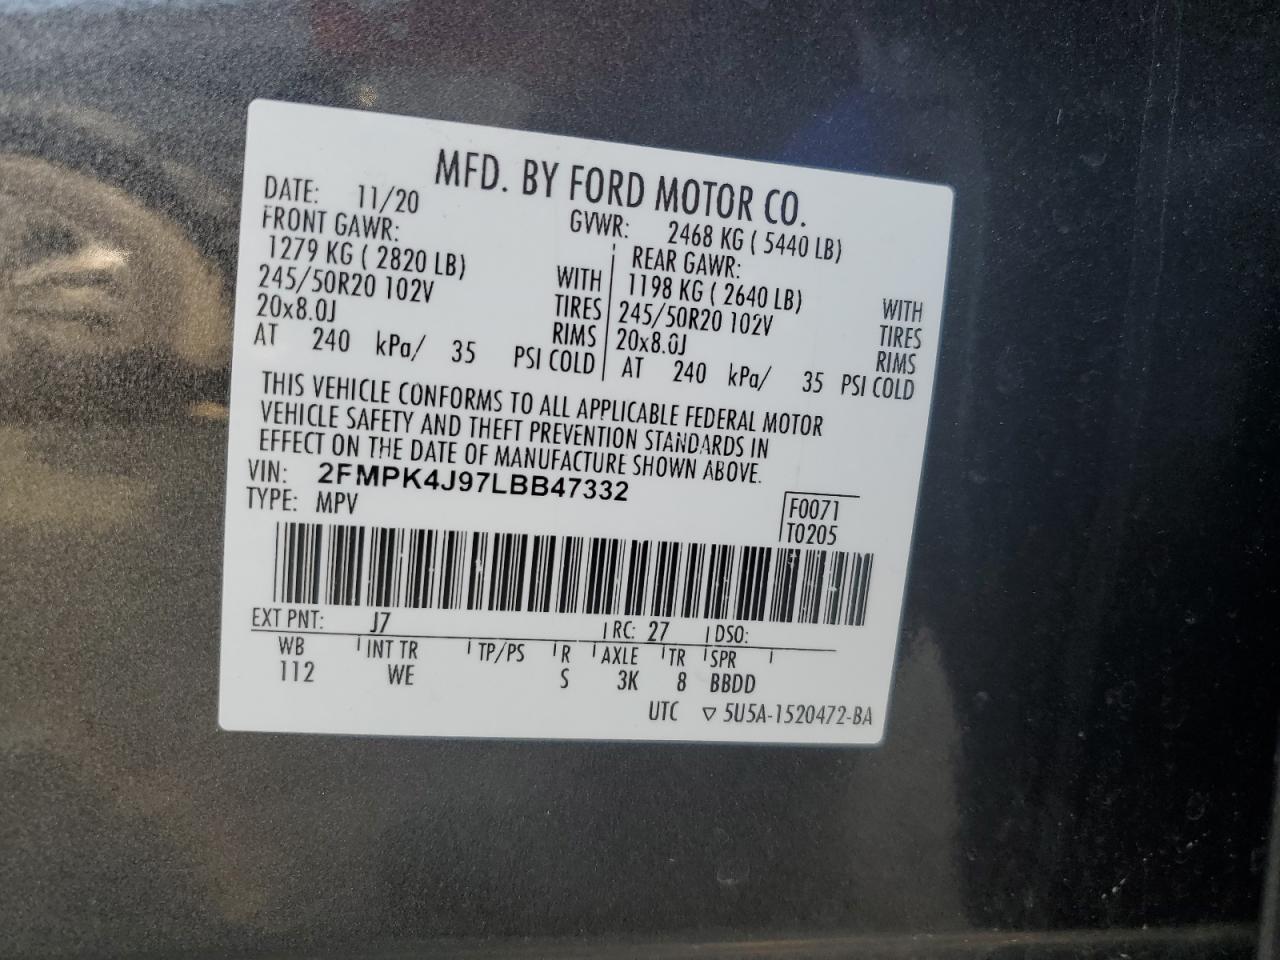 MFD. BY FORD MOTOR CO.
DATE: 11/20 GVWR: 2468 KG ( 5440 LB)
FRONT GAWR: REAR GAWR:
1279 KG ( 2820 LB) WITH 1198 KG ( 2640 LB) WITH
245/50R20 102V TIRES 245/50R20 102V TIRES
20x8.0J RIMS 20x8.0J RIMS
AT 240 kPa/ 35 PSI COLD AT 240 kPa/ 35 PSI COLD
THIS VEHICLE CONFORMS TO ALL APPLICABLE FEDERAL MOTOR
VEHICLE SAFETY AND THEFT PREVENTION STANDARDS IN
EFFECT ON THE DATE OF MANUFACTURE SHOWN ABOVE.
VIN: 2FMPK4J97LBB47332
TYPE: MPV
F0071
T0205
EXT PNT: J7 RC: 27 DSO:
WB INT TR TP/PS R AXLE TR SPR
112 WE S 3K 8 BBDD
UTC ▽ 5U5A-1520472-BA